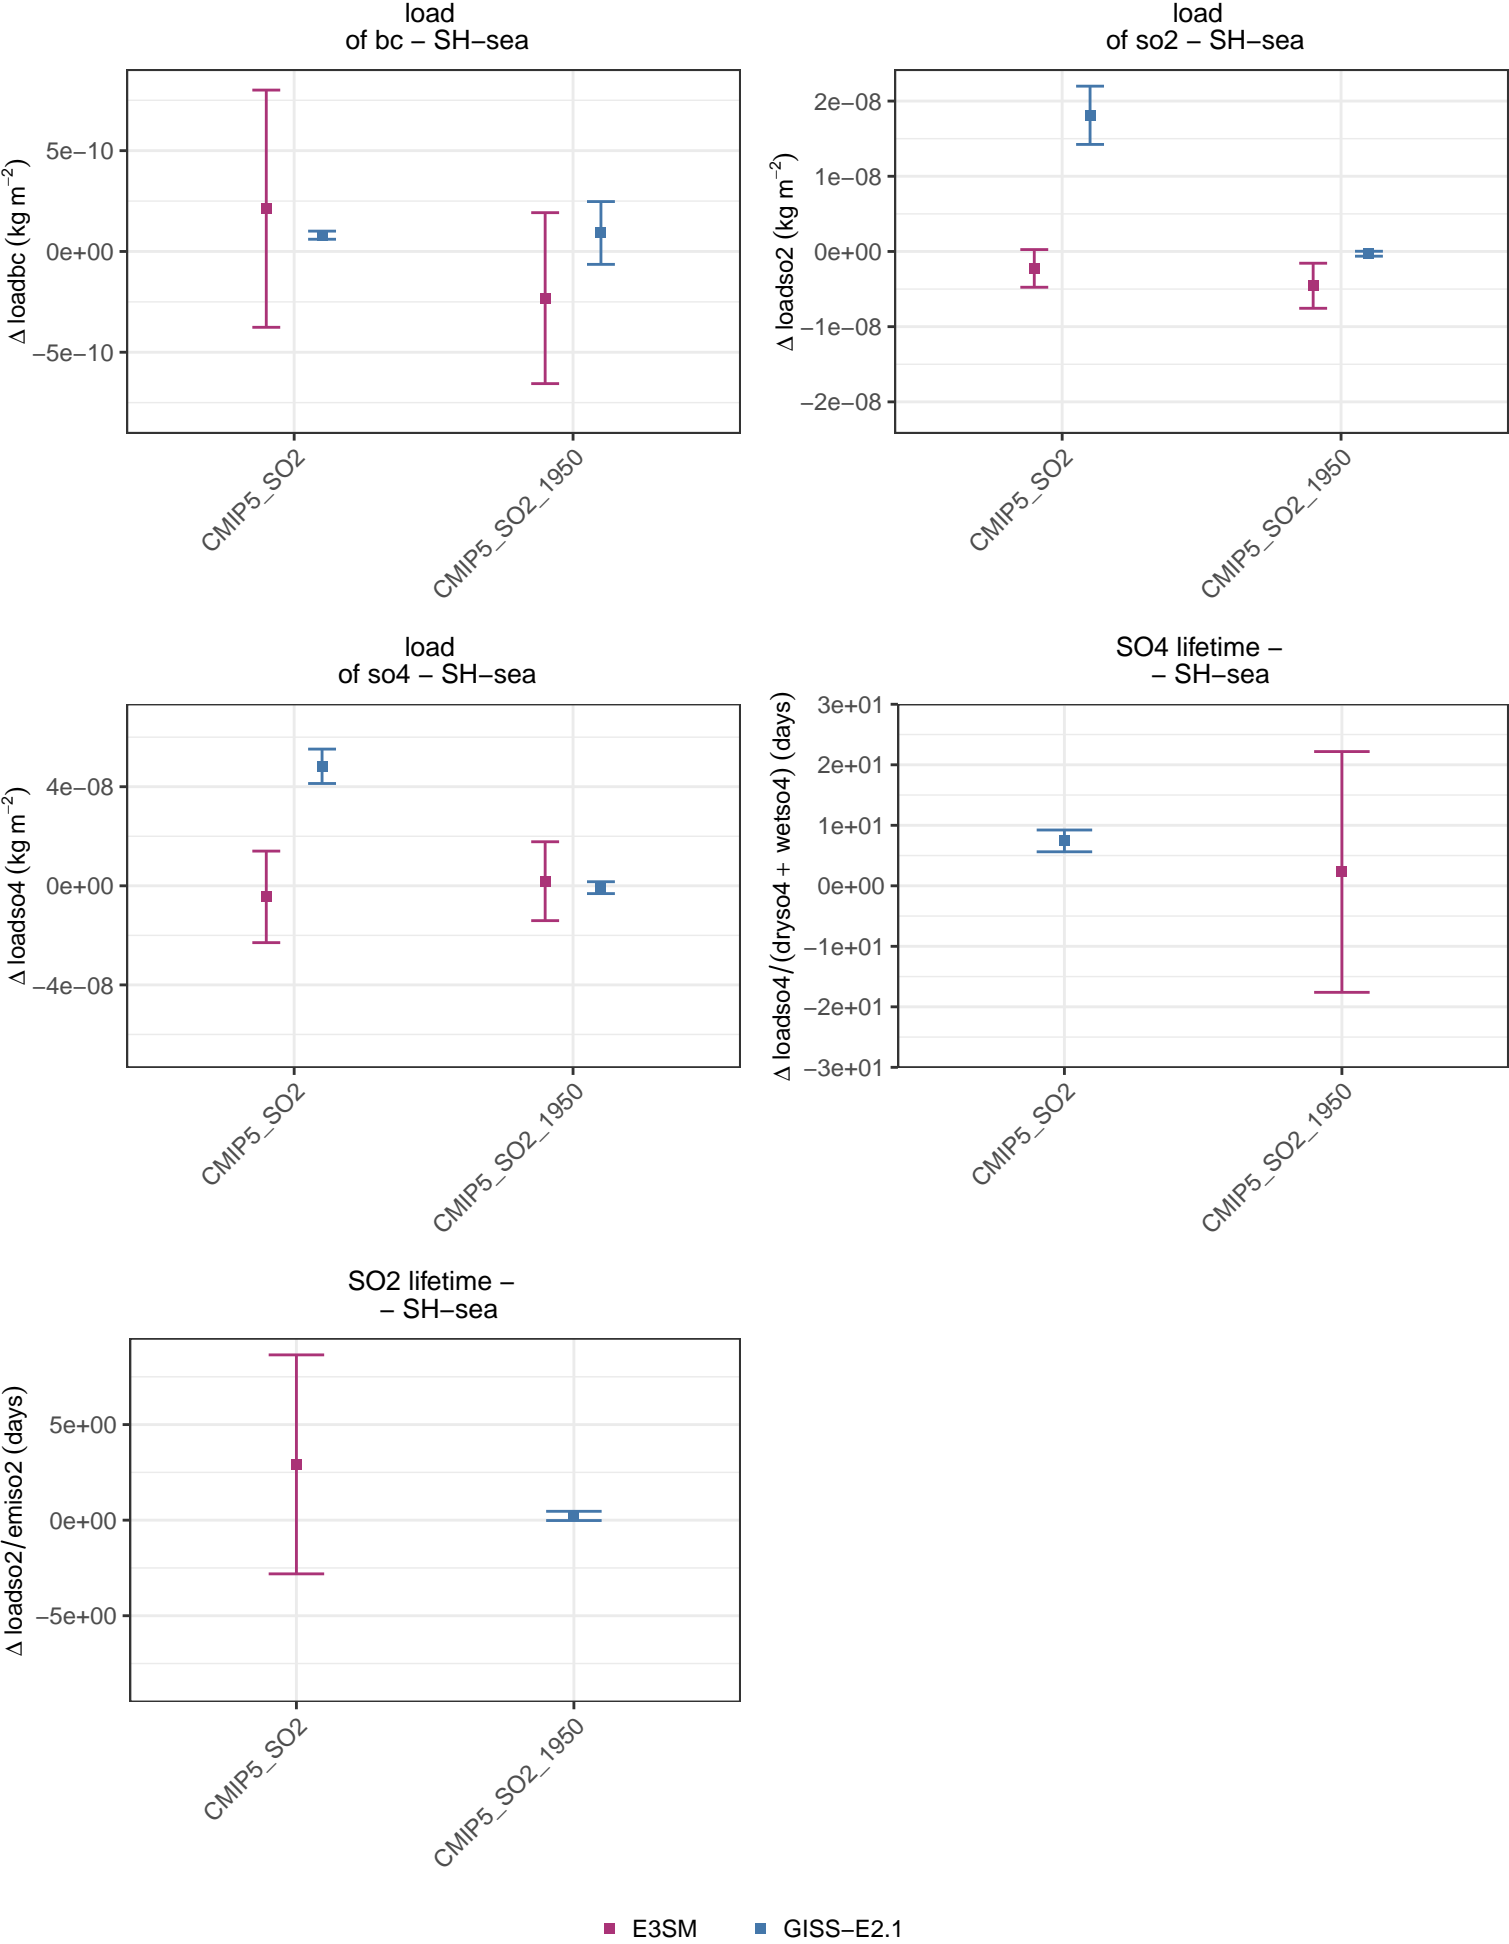 load
of bc − SH−sea
Δ loadbc (kg m−2)
5e−10
0e+00
−5e−10
CMIP5_SO2
CMIP5_SO2_1950
load
of so2 − SH−sea
Δ loadso2 (kg m−2)
2e−08
1e−08
0e+00
−1e−08
−2e−08
CMIP5_SO2
CMIP5_SO2_1950
load
of so4 − SH−sea
Δ loadso4 (kg m−2)
4e−08
0e+00
−4e−08
CMIP5_SO2
CMIP5_SO2_1950
SO4 lifetime −
− SH−sea
Δ loadso4/(dryso4 + wetso4) (days)
3e+01
2e+01
1e+01
0e+00
−1e+01
−2e+01
−3e+01
CMIP5_SO2
CMIP5_SO2_1950
SO2 lifetime −
− SH−sea
Δ loadso2/emiso2 (days)
5e+00
0e+00
−5e+00
CMIP5_SO2
CMIP5_SO2_1950
E3SM
GISS−E2.1